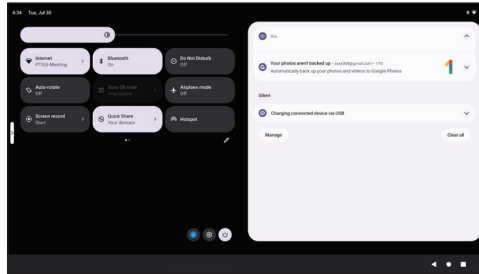 4:34 Tue, Jul 30
Internet
PTSG-Meeting
Bluetooth
On
Do Not Disturb
Off
Auto-rotate
Off
Scan QR code
Unavailable
Airplane mode
Off
Screen record
Start
Quick Share
Your devices
Hotspot
Your photos aren't backed up
17d
Automatically back up your photos and videos to Google Photos
Silent
Charging connected device via USB
Manage
Clear all